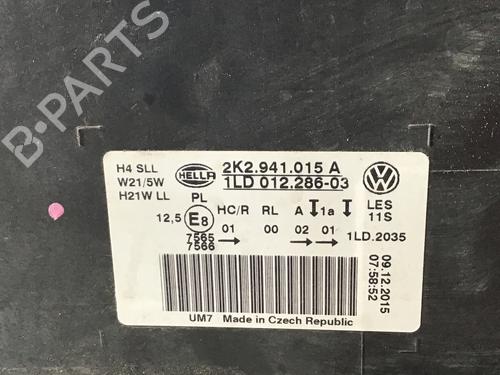 B-PARTS
H4 SLL
W21/5W
H21W LL
HELLA
2K2.941.015 A
1LD 012.286-03
PL
12,5
E8
HC/R RL A 1a
01 00 02 01
7565
7566
LES
11S
1LD.2035
09.12.2015
07:58:52
UM7 Made in Czech Republic